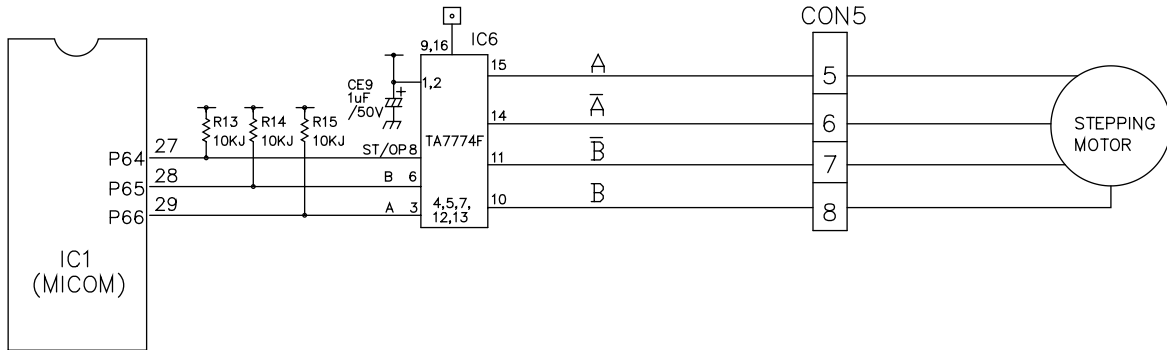 CON5
9,16 IC6
15 A 5
1,2
CE9
1uF
/50V
+
14 A̅ 6
R13
10KJ
R14
10KJ
R15
10KJ
TA7774F
STEPPING
MOTOR
P64 27 ST/OP 8
11 B̅ 7
P65 28 B 6
10 B 8
P66 29 A 3
4,5,7,
12,13
IC1
(MICOM)